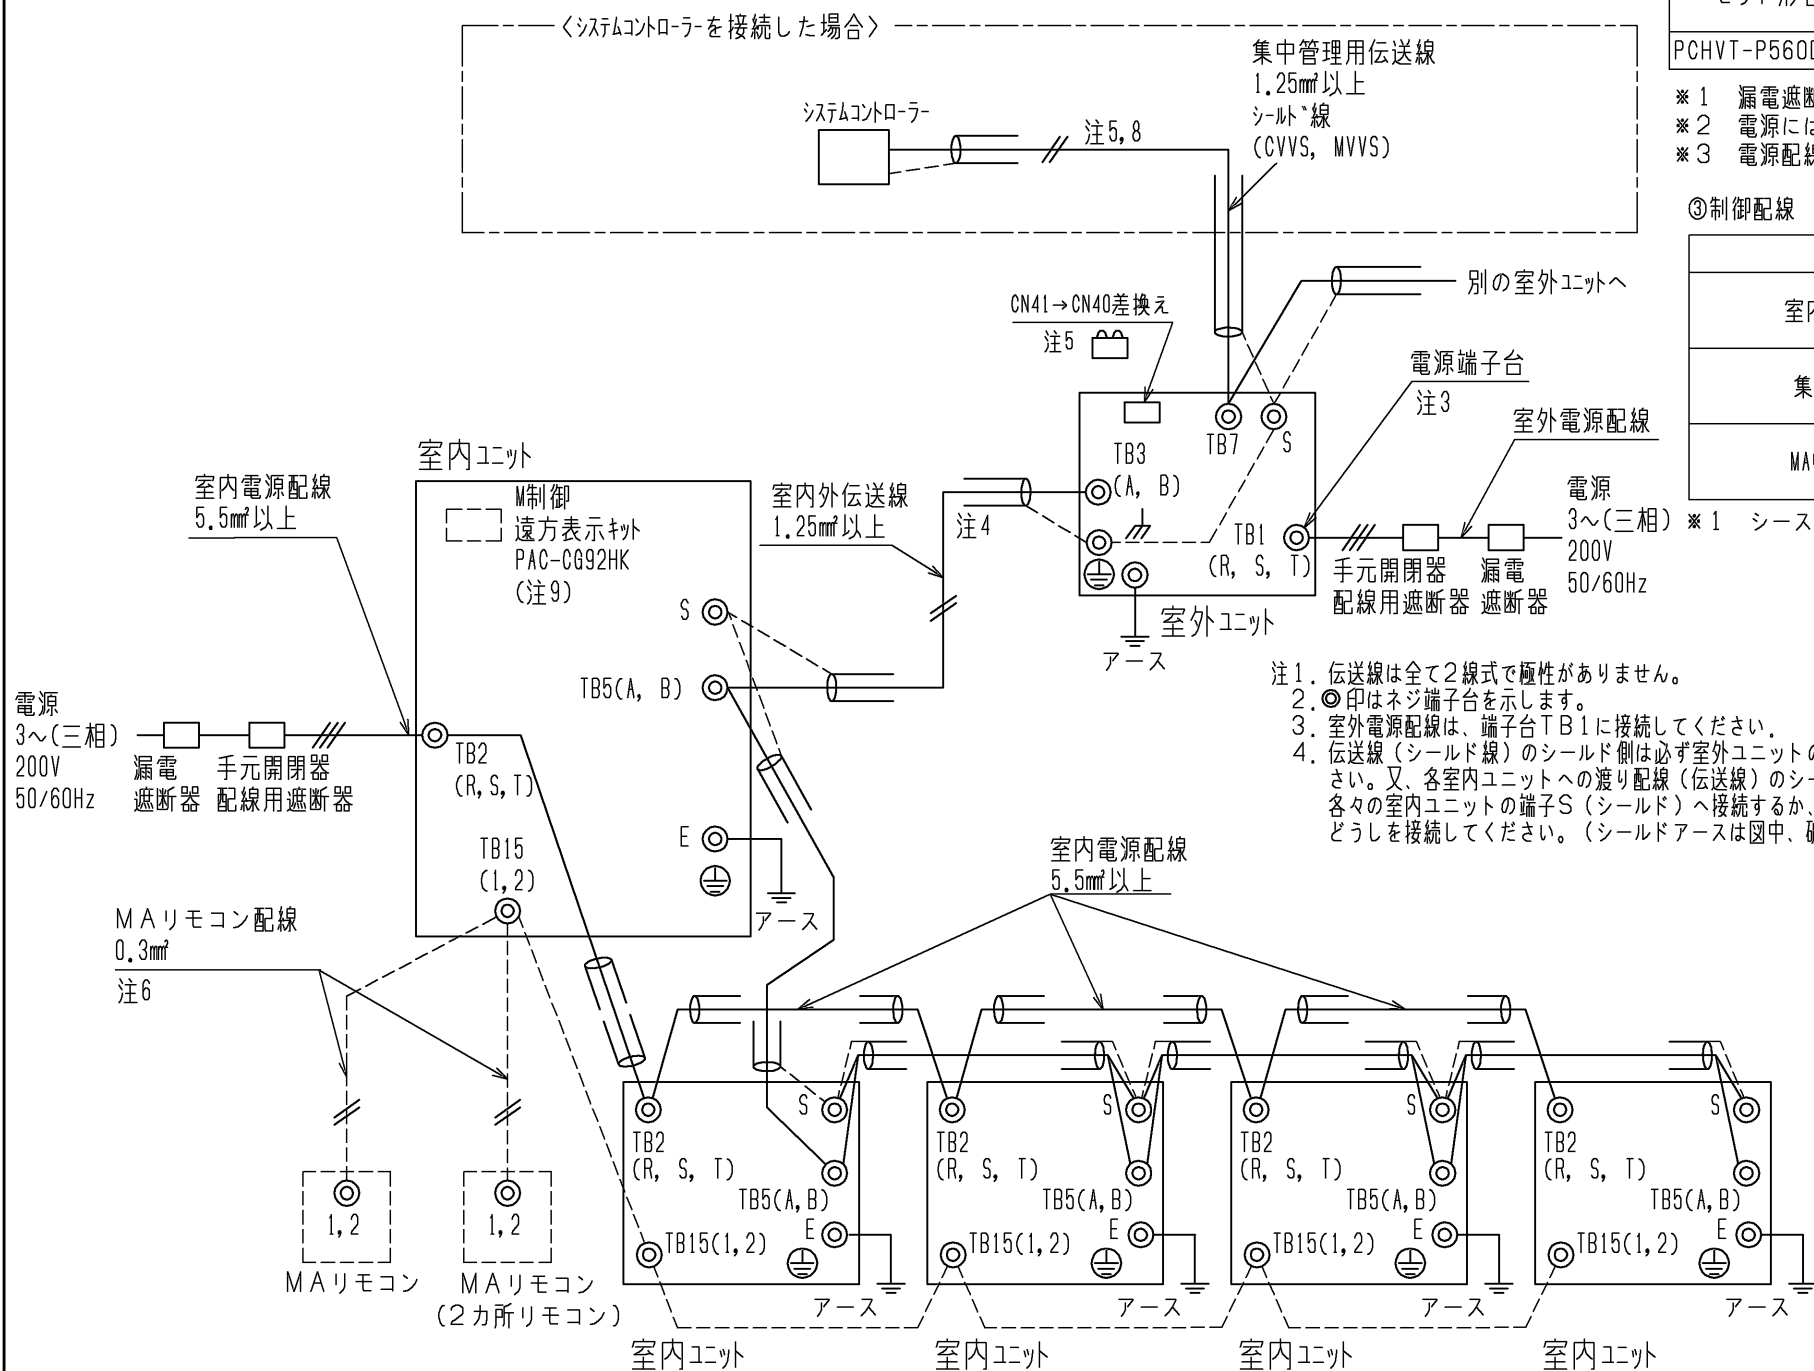 〈システムコントローラーを接続した場合〉
集中管理用伝送線
1.25㎟以上
シールド線
(CVVS, MVVS)
システムコントローラー
注5,8
PCHVT-P560
※1 漏電遮断
※2 電源には
※3 電源配線
③制御配線
別の室外ユニットへ
CN41→CN40差換え
注5
電源端子台
注3
室外電源配線
TB7
S
TB3
(A, B)
TB1
(R, S, T)
電源
3～(三相)
200V
50/60Hz
手元開閉器
配線用遮断器
漏電
遮断器
室外ユニット
アース
室内
集
MA
※1 シース
室内ユニット
M制御
遠方表示キット
PAC-CG92HK
(注9)
室内電源配線
5.5㎟以上
室内外伝送線
1.25㎟以上
注4
S
TB5(A, B)
電源
3～(三相)
200V
50/60Hz
漏電
遮断器
手元開閉器
配線用遮断器
TB2
(R,S,T)
TB15
(1,2)
E
アース
注1. 伝送線は全て2線式で極性がありません。
2.◎印はネジ端子台を示します。
3. 室外電源配線は、端子台TB1に接続してください。
4. 伝送線(シールド線)のシールド側は必ず室外ユニットの
さい。又、各室内ユニットへの渡り配線(伝送線)のシー
各々の室内ユニットの端子S(シールド)へ接続するか、
どうしを接続してください。(シールドアースは図中、破
MAリモコン配線
0.3㎟
注6
室内電源配線
5.5㎟以上
1,2
MAリモコン
1,2
MAリモコン
(2カ所リモコン)
S
TB2
(R, S, T)
TB5(A,B)
E
TB15(1,2)
アース
室内ユニット
S
TB2
(R, S, T)
TB5(A,B)
E
TB15(1,2)
アース
室内ユニット
S
TB2
(R, S, T)
TB5(A,B)
E
TB15(1,2)
アース
室内ユニット
S
TB2
(R, S, T)
TB5(A,B)
E
TB15(1,2)
アース
室内ユニット